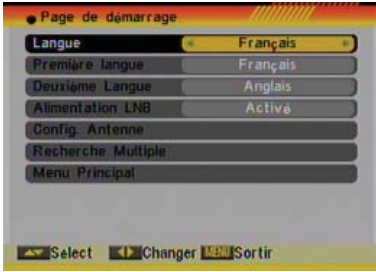 Page de démarrage
Langue Français
Première langue Français
Deuxième Langue Anglais
Alimentation LNB Activé
Config. Antenne
Recherche Multiple
Menu Principal
Sélect Changer MENU Sortir